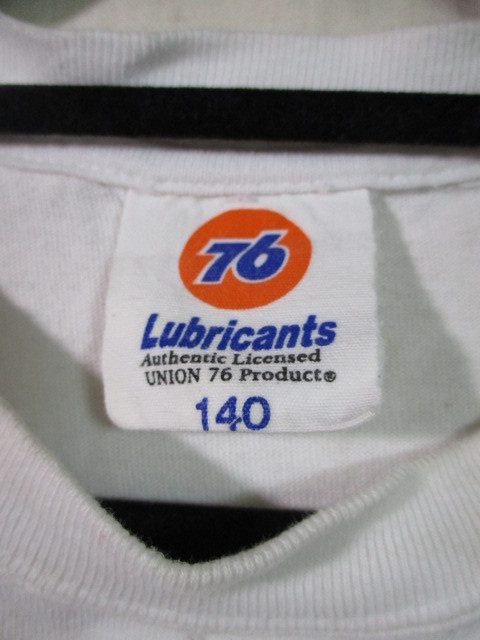 76
Lubricants
Authentic Licensed
UNION 76 Product®
140